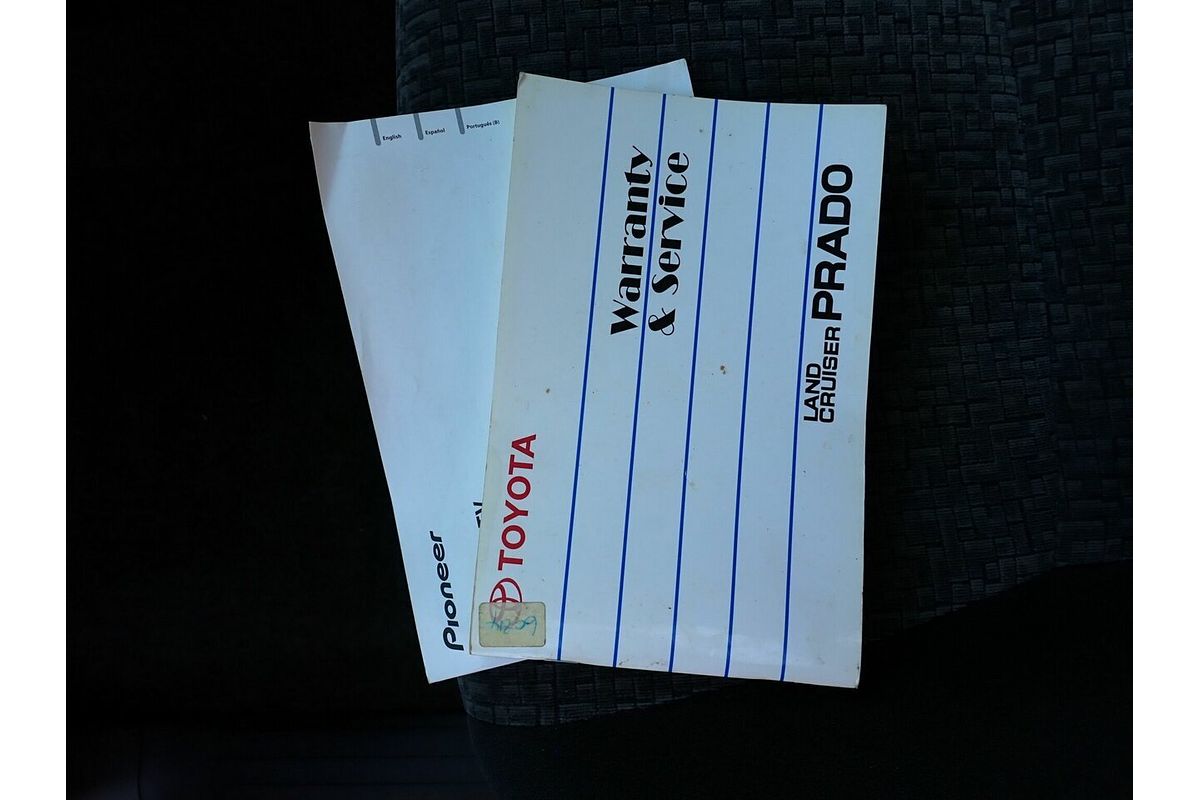 TOYOTA
Warranty
& Service
LAND
CRUISER PRADO
English
Español
Português (B)
Pioneer